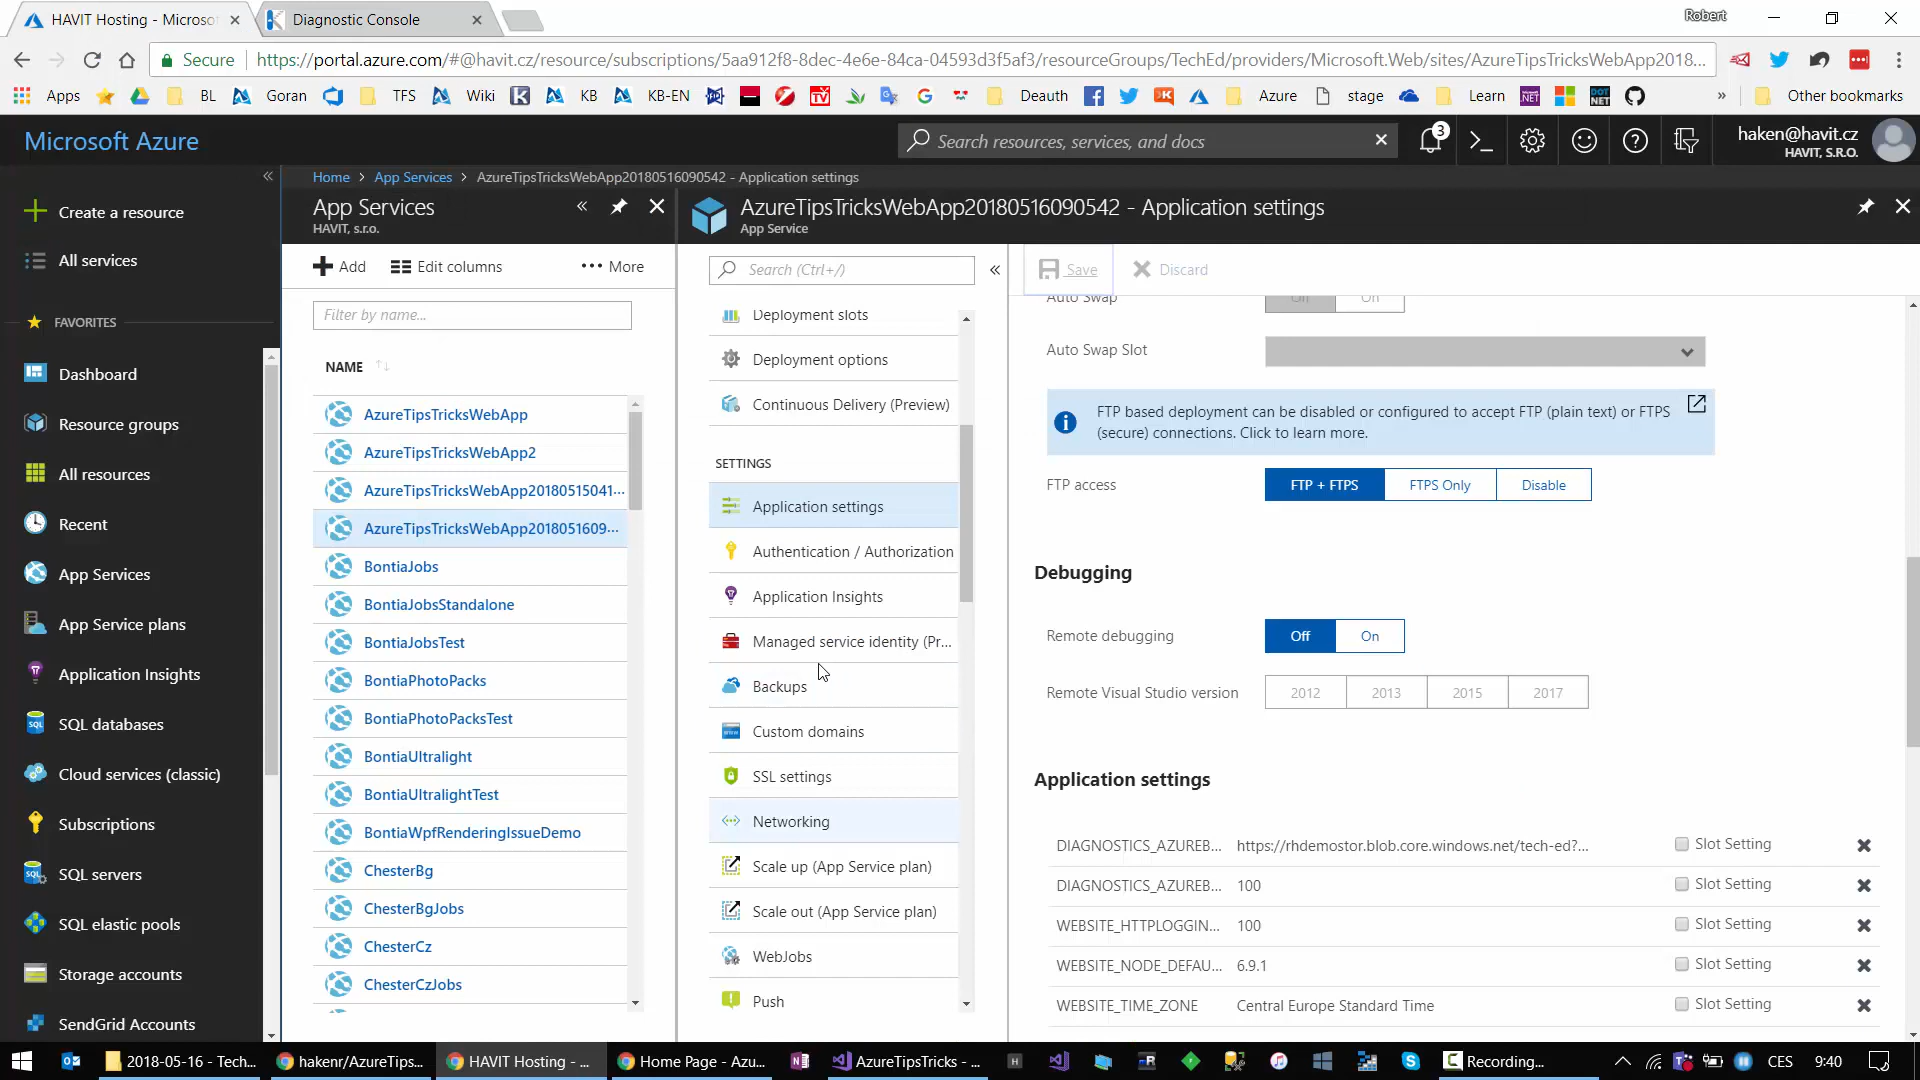 HAVIT Hosting - Microso
Diagnostic Console
Robert
Secure
https://portal.azure.com/#@havit.cz/resource/subscriptions/5aa912f8-8dec-4e6e-84ca-04593d3f5af3/resourceGroups/TechEd/providers/Microsoft.Web/sites/AzureTipsTricksWebApp2018...
Apps
BL
Goran
TFS
Wiki
KB
KB-EN
Deauth
Azure
stage
Learn
»
Other bookmarks
Microsoft Azure
Search resources, services, and docs
3
haken@havit.cz
HAVIT, S.R.O.
Home > App Services > AzureTipsTricksWebApp20180516090542 - Application settings
Create a resource
All services
FAVORITES
Dashboard
Resource groups
All resources
Recent
App Services
App Service plans
Application Insights
SQL databases
Cloud services (classic)
Subscriptions
SQL servers
SQL elastic pools
Storage accounts
SendGrid Accounts
App Services
HAVIT, s.r.o.
Add
Edit columns
More
Filter by name...
NAME
AzureTipsTricksWebApp
AzureTipsTricksWebApp2
AzureTipsTricksWebApp20180515041...
AzureTipsTricksWebApp201805160 9...
BontiaJobs
BontiaJobsStandalone
BontiaJobsTest
BontiaPhotoPacks
BontiaPhotoPacksTest
BontiaUltralight
BontiaUltralightTest
BontiaWpfRenderingIssueDemo
ChesterBg
ChesterBgJobs
ChesterCz
ChesterCzJobs
AzureTipsTricksWebApp20180516090542 - Application settings
App Service
Search (Ctrl+/)
Deployment slots
Deployment options
Continuous Delivery (Preview)
SETTINGS
Application settings
Authentication / Authorization
Application Insights
Managed service identity (Pr...
Backups
Custom domains
SSL settings
Networking
Scale up (App Service plan)
Scale out (App Service plan)
WebJobs
Push
Save
Discard
Auto Swap
Off
On
Auto Swap Slot
FTP based deployment can be disabled or configured to accept FTP (plain text) or FTPS
(secure) connections. Click to learn more.
FTP access
FTP + FTPS
FTPS Only
Disable
Debugging
Remote debugging
Off
On
Remote Visual Studio version
2012
2013
2015
2017
Application settings
DIAGNOSTICS_AZUREB...
https://rhdemostor.blob.core.windows.net/tech-ed?...
Slot Setting
DIAGNOSTICS_AZUREB...
100
Slot Setting
WEBSITE_HTTPLOGGIN...
100
Slot Setting
WEBSITE_NODE_DEFAU...
6.9.1
Slot Setting
WEBSITE_TIME_ZONE
Central Europe Standard Time
Slot Setting
2018-05-16 - Tech...
hakenr/AzureTips...
HAVIT Hosting - ...
Home Page - Azu...
AzureTipsTricks - ...
Recording...
CES
9:40